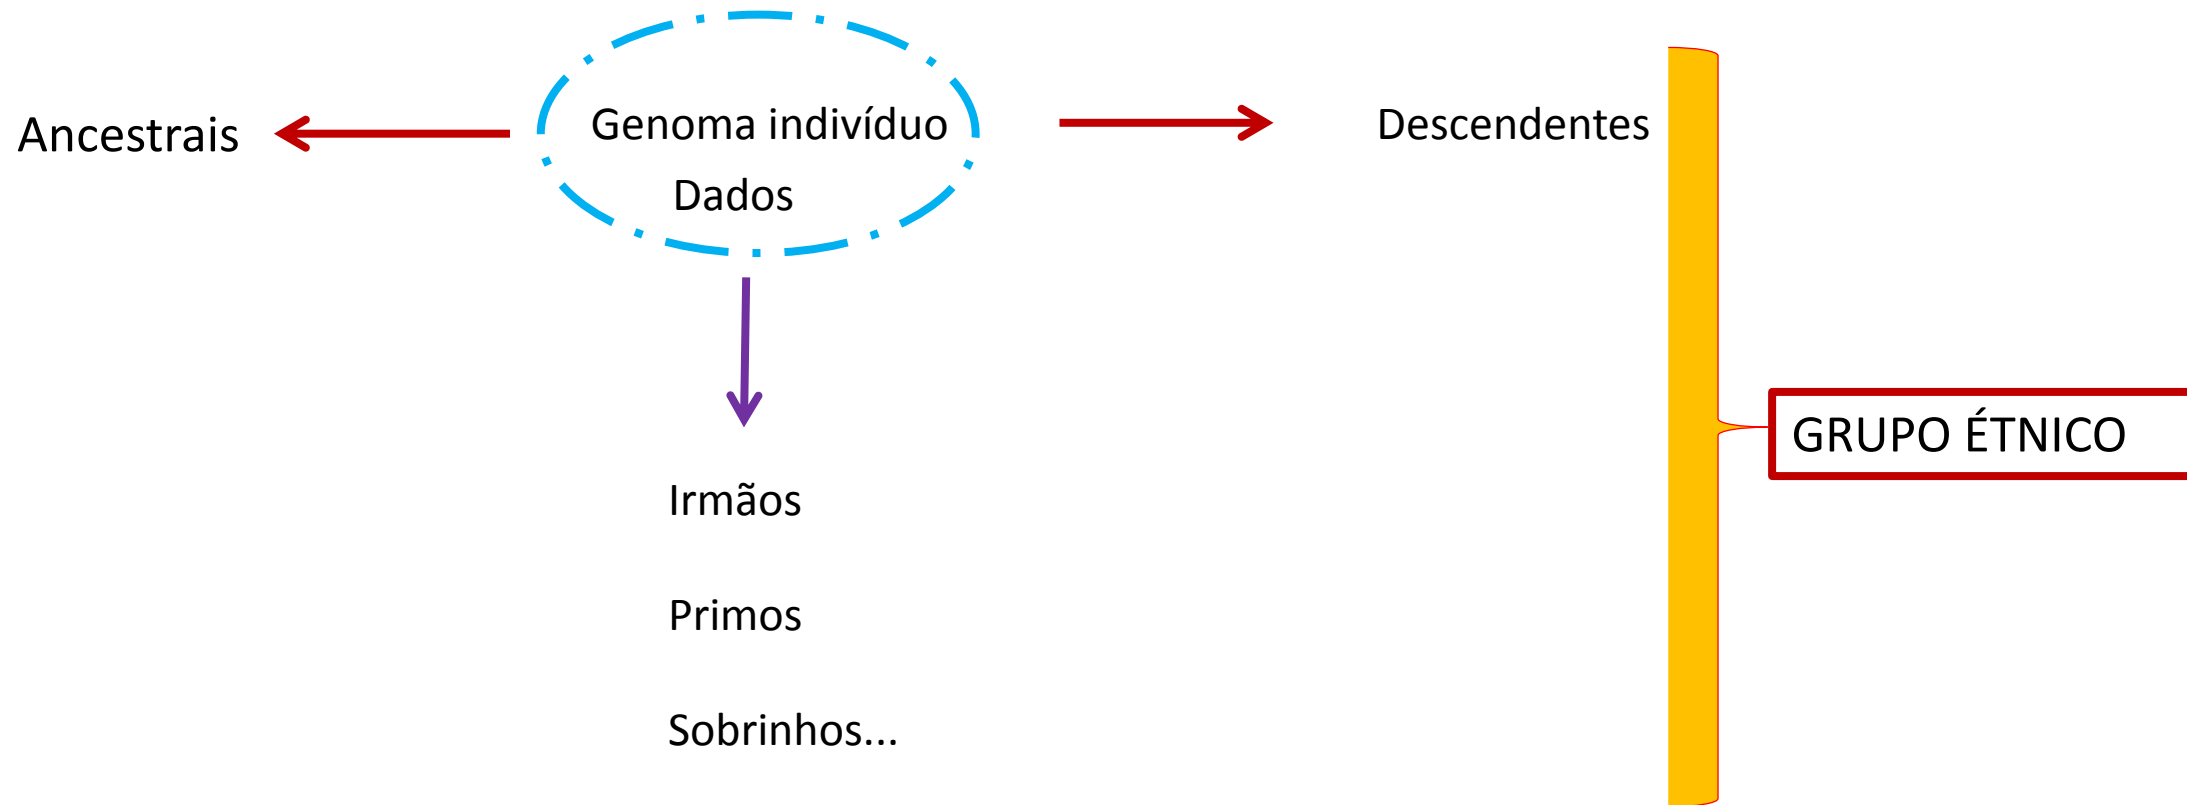 Ancestrais
Genoma indivíduo
Dados
Descendentes
GRUPO ÉTNICO
Irmãos
Primos
Sobrinhos...